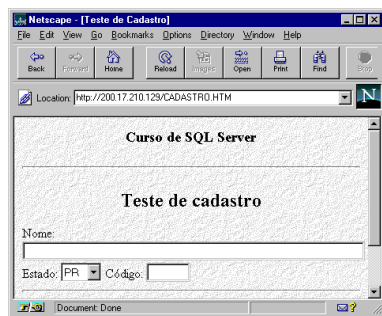 Netscape - [Teste de Cadastro]
File Edit View Go Bookmarks Options Directory Window Help
Back Forward Home Reload Images Open Print Find Stop
Location: http://200.17.210.129/CADASTRO.HTM
N
Curso de SQL Server
Teste de cadastro
Nome:
Estado: PR Código:
Document: Done